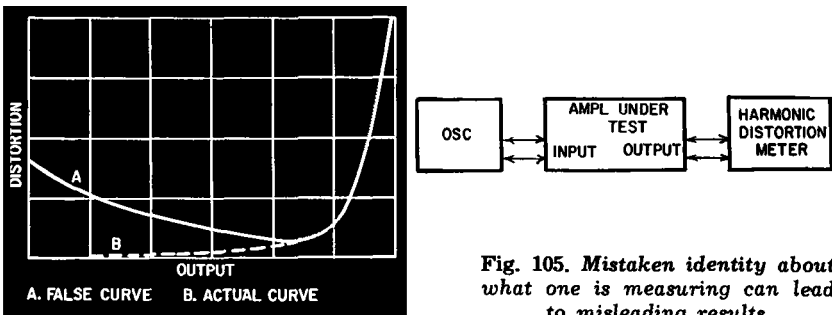 DISTORTION
A
B
OUTPUT
A. FALSE CURVE B. ACTUAL CURVE
OSC
AMPL UNDER
TEST
INPUT OUTPUT
HARMONIC
DISTORTION
METER
Fig. 105. Mistaken identity about
what one is measuring can lead
to misleading results